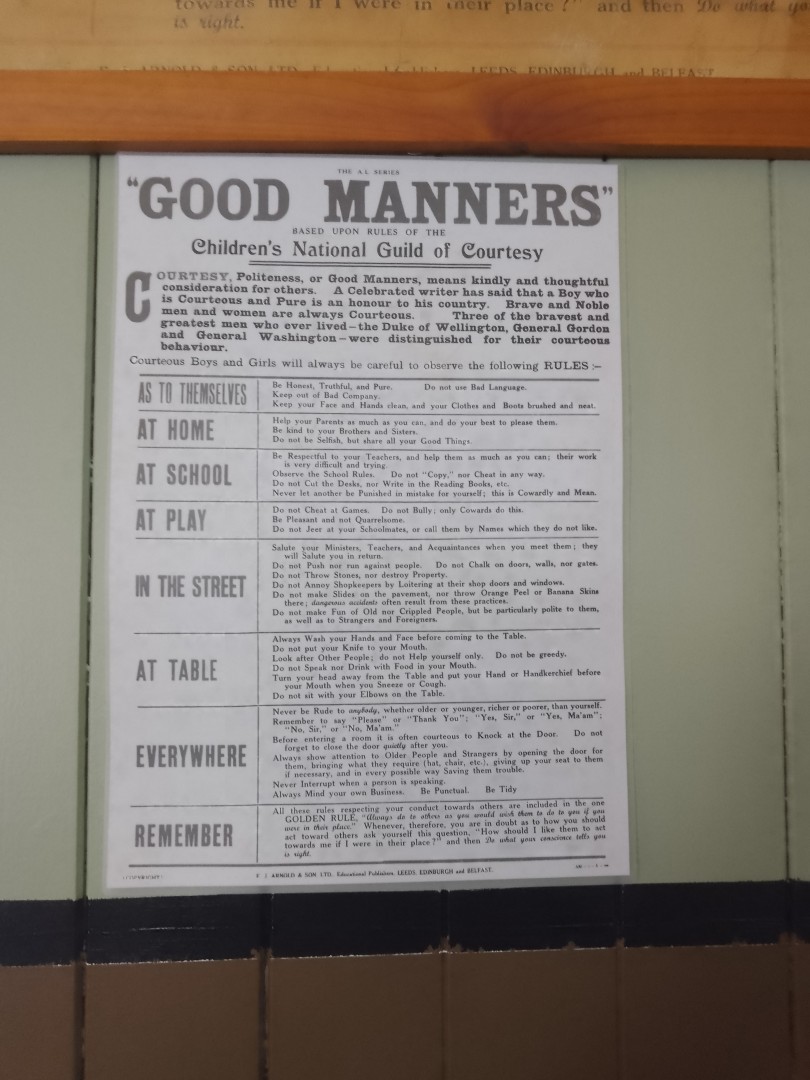 towards me if I were in their place?" and then Do what yo
is right.
E. J. ARNOLD & SON LTD. LEEDS, EDINBURGH and BELFAST
THE A.L. SERIES
"GOOD MANNERS"
BASED UPON RULES OF THE
Children's National Guild of Courtesy
COURTESY, Politeness, or Good Manners, means kindly and thoughtful
consideration for others. A Celebrated writer has said that a Boy who
is Courteous and Pure is an honour to his country. Brave and Noble
men and women are always Courteous. Three of the bravest and
greatest men who ever lived—the Duke of Wellington, General Gordon
and General Washington—were distinguished for their courteous
behaviour.
Courteous Boys and Girls will always be careful to observe the following RULES :—
AS TO THEMSELVES
Be Honest, Truthful, and Pure. Do not use Bad Language.
Keep out of Bad Company.
Keep your Face and Hands clean, and your Clothes and Boots brushed and neat.
AT HOME
Help your Parents as much as you can, and do your best to please them.
Be kind to your Brothers and Sisters.
Do not be Selfish, but share all your Good Things.
AT SCHOOL
Be Respectful to your Teachers, and help them as much as you can; their work
is very difficult and trying.
Observe the School Rules. Do not "Copy," nor Cheat in any way.
Do not Cut the Desks, nor Write in the Reading Books, etc.
Never let another be Punished in mistake for yourself; this is Cowardly and Mean.
AT PLAY
Do not Cheat at Games. Do not Bully; only Cowards do this.
Be Pleasant and not Quarrelsome.
Do not Jeer at your Schoolmates, or call them by Names which they do not like.
IN THE STREET
Salute your Ministers, Teachers, and Acquaintances when you meet them; they
will Salute you in return.
Do not Push nor run against people. Do not Chalk on doors, walls, nor gates.
Do not Throw Stones, nor destroy Property.
Do not Annoy Shopkeepers by Loitering at their shop doors and windows.
Do not make Slides on the pavement, nor throw Orange Peel or Banana Skins
there; dangerous accidents often result from these practices.
Do not make Fun of Old nor Crippled People, but be particularly polite to them,
as well as to Strangers and Foreigners.
AT TABLE
Always Wash your Hands and Face before coming to the Table.
Do not put your Knife to your Mouth.
Look after Other People; do not Help yourself only. Do not be greedy.
Do not Speak nor Drink with Food in your Mouth.
Turn your head away from the Table and put your Hand or Handkerchief before
your Mouth when you Sneeze or Cough.
Do not sit with your Elbows on the Table.
EVERYWHERE
Never be Rude to anybody, whether older or younger, richer or poorer, than yourself.
Remember to say "Please" or "Thank You"; "Yes, Sir," or "Yes, Ma'am";
"No, Sir," or "No, Ma'am."
Before entering a room it is often courteous to Knock at the Door. Do not
forget to close the door quietly after you.
Always show attention to Older People and Strangers by opening the door for
them, bringing what they require (hat, chair, etc.), giving up your seat to them
if necessary, and in every possible way Saving them trouble.
Never Interrupt when a person is speaking.
Always Mind your own Business. Be Punctual. Be Tidy
REMEMBER
All these rules respecting your conduct towards others are included in the one
GOLDEN RULE, "Always do to others as you would wish them to do to you if you
were in their place." Whenever, therefore, you are in doubt as to how you should
act toward others ask yourself this question, "How should I like them to act
towards me if I were in their place?" and then Do what your conscience tells you
is right.
[COPYRIGHT]
E. J. ARNOLD & SON LTD., Educational Publishers, LEEDS, EDINBURGH and BELFAST.